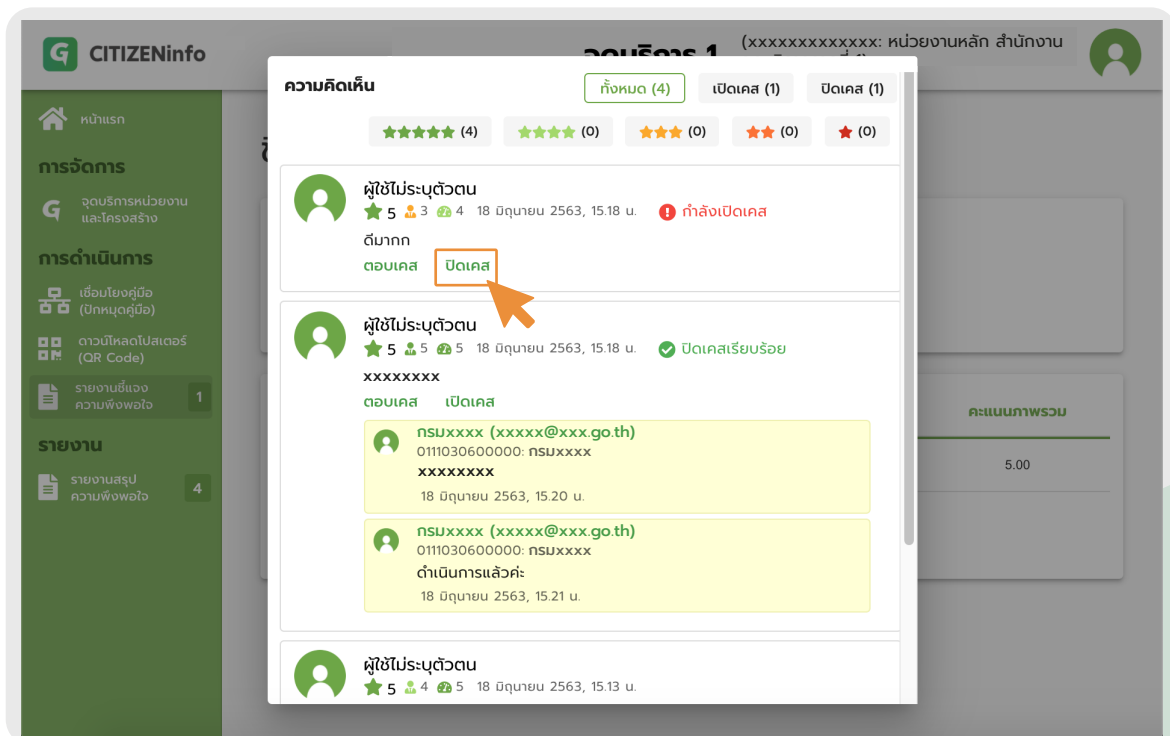 CITIZENinfo
จุดบริการ 1
(xxxxxxxxxxxxx: หน่วยงานหลัก สำนักงาน
หน้าแรก
การจัดการ
จุดบริการหน่วยงาน
และโครงสร้าง
การดำเนินการ
เชื่อมโยงคู่มือ
(ปักหมุดคู่มือ)
ดาวน์โหลดโปสเตอร์
(QR Code)
รายงานชี้แจง
ความพึงพอใจ 1
รายงาน
รายงานสรุป
ความพึงพอใจ 4
ความคิดเห็น
ทั้งหมด (4) เปิดเคส (1) ปิดเคส (1)
★★★★★ (4) ★★★★ (0) ★★★ (0) ★★ (0) ★ (0)
ผู้ใช้ไม่ระบุตัวตน
5 3 4 18 มิถุนายน 2563, 15.18 น. กำลังเปิดเคส
ดีมากก
ตอบเคส ปิดเคส
ผู้ใช้ไม่ระบุตัวตน
5 5 5 18 มิถุนายน 2563, 15.18 น. ปิดเคสเรียบร้อย
xxxxxxxx
ตอบเคส เปิดเคส
กรมxxxx (xxxxx@xxx.go.th)
0111030600000: กรมxxxx
xxxxxxxx
18 มิถุนายน 2563, 15.20 น.
กรมxxxx (xxxxx@xxx.go.th)
0111030600000: กรมxxxx
ดำเนินการแล้วค่ะ
18 มิถุนายน 2563, 15.21 น.
ผู้ใช้ไม่ระบุตัวตน
5 4 5 18 มิถุนายน 2563, 15.13 น.
คะแนนภาพรวม
5.00